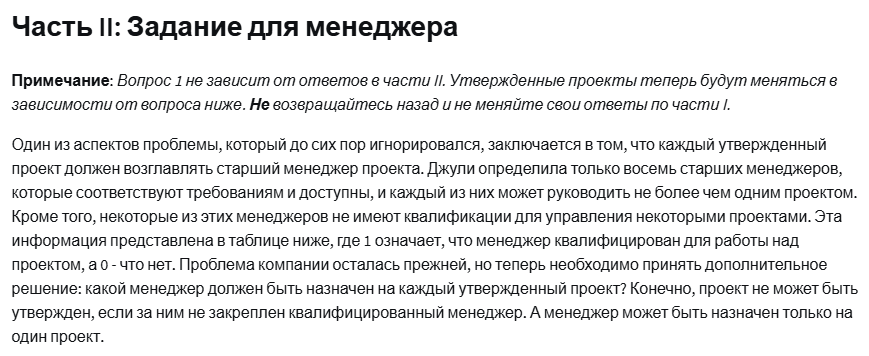 Часть II: Задание для менеджера
Примечание: Вопрос 1 не зависит от ответов в части II. Утвержденные проекты теперь будут меняться в
зависимости от вопроса ниже. Не возвращайтесь назад и не меняйте свои ответы по части I.
Один из аспектов проблемы, который до сих пор игнорировался, заключается в том, что каждый утвержденный
проект должен возглавлять старший менеджер проекта. Джули определила только восемь старших менеджеров,
которые соответствуют требованиям и доступны, и каждый из них может руководить не более чем одним проектом.
Кроме того, некоторые из этих менеджеров не имеют квалификации для управления некоторыми проектами. Эта
информация представлена в таблице ниже, где 1 означает, что менеджер квалифицирован для работы над
проектом, а 0 - что нет. Проблема компании осталась прежней, но теперь необходимо принять дополнительное
решение: какой менеджер должен быть назначен на каждый утвержденный проект? Конечно, проект не может быть
утвержден, если за ним не закреплен квалифицированный менеджер. А менеджер может быть назначен только на
один проект.